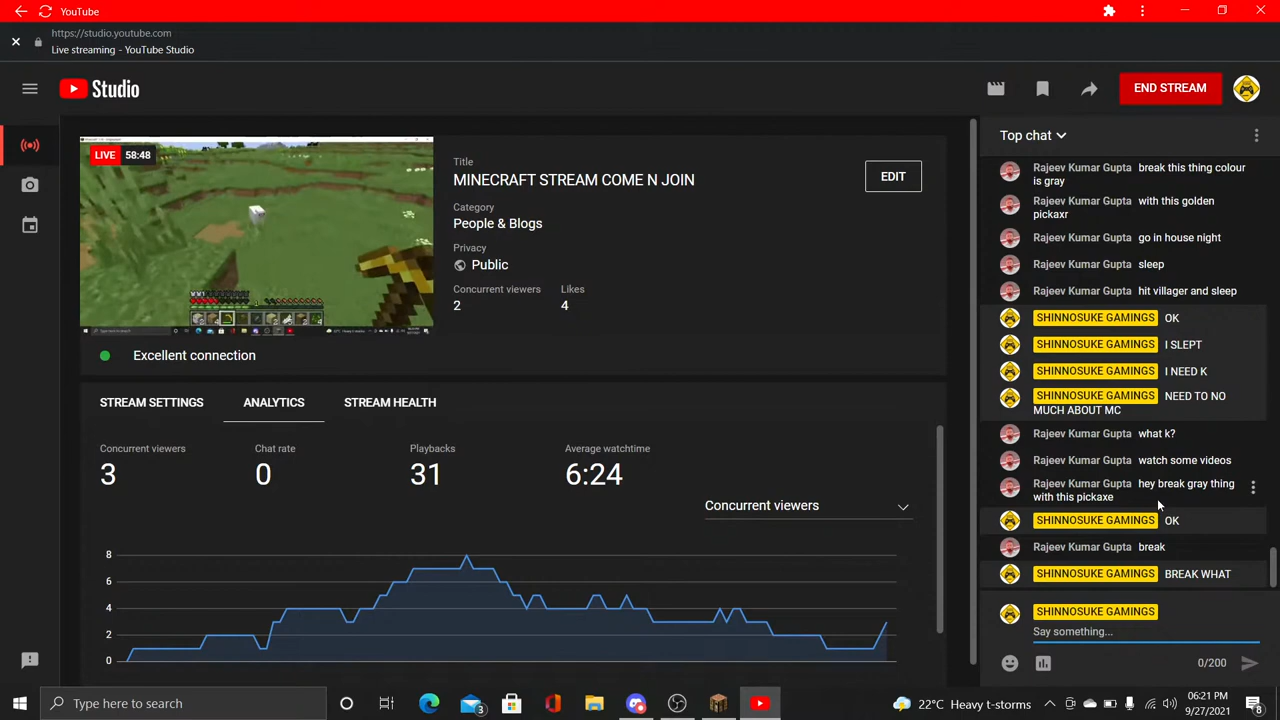 YouTube
https://studio.youtube.com
Live streaming - YouTube Studio
Studio
END STREAM
LIVE 58:48
Title
MINECRAFT STREAM COME N JOIN
EDIT
Category
People & Blogs
Privacy
Public
Concurrent viewers Likes
2 4
Excellent connection
STREAM SETTINGS ANALYTICS STREAM HEALTH
Concurrent viewers Chat rate Playbacks Average watchtime
3 0 31 6:24
Concurrent viewers
8
6
4
2
0
Top chat
Rajeev Kumar Gupta break this thing colour
is gray
Rajeev Kumar Gupta with this golden
pickaxr
Rajeev Kumar Gupta go in house night
Rajeev Kumar Gupta sleep
Rajeev Kumar Gupta hit villager and sleep
SHINNOSUKE GAMINGS OK
SHINNOSUKE GAMINGS I SLEPT
SHINNOSUKE GAMINGS I NEED K
SHINNOSUKE GAMINGS NEED TO NO
MUCH ABOUT MC
Rajeev Kumar Gupta what k?
Rajeev Kumar Gupta watch some videos
Rajeev Kumar Gupta hey break gray thing
with this pickaxe
SHINNOSUKE GAMINGS OK
Rajeev Kumar Gupta break
SHINNOSUKE GAMINGS BREAK WHAT
SHINNOSUKE GAMINGS
Say something...
0/200
Type here to search
3
22°C Heavy t-storms
06:21 PM
9/27/2021
8